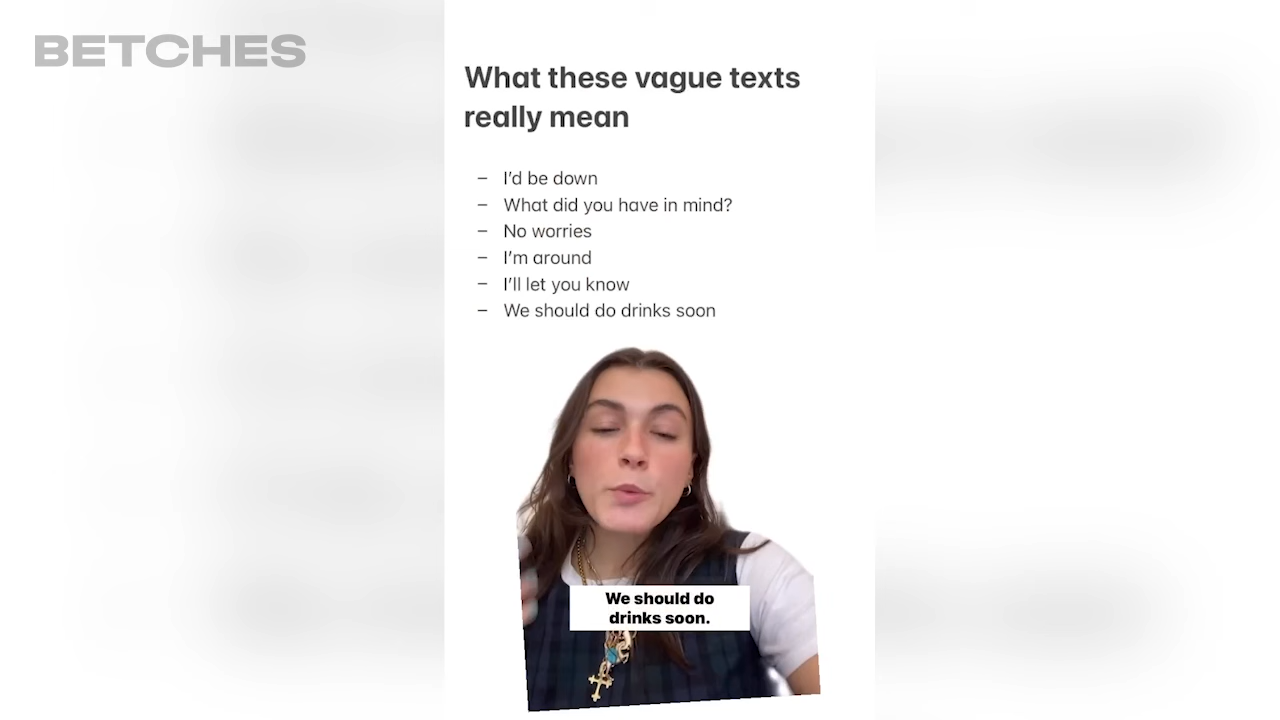 BETCHES
What these vague texts
really mean
– I’d be down
– What did you have in mind?
– No worries
– I’m around
– I’ll let you know
– We should do drinks soon
We should do
drinks soon.